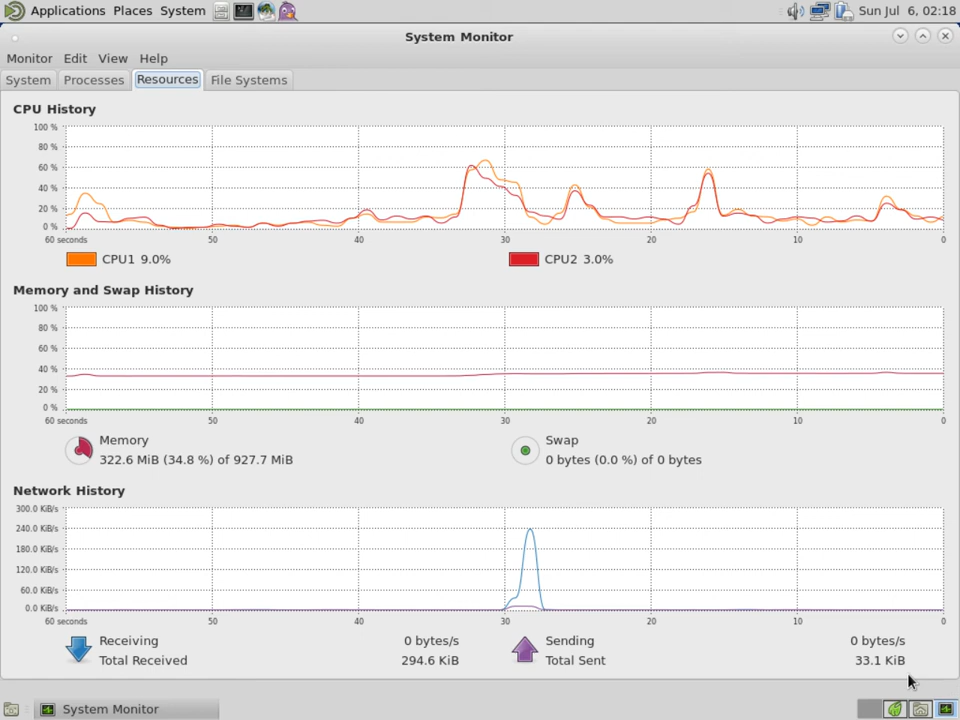 Applications Places System Sun Jul 6, 02:18
System Monitor
Monitor Edit View Help
System Processes Resources File Systems
CPU History
100 %
80 %
60 %
40 %
20 %
0 %
60 seconds 50 40 30 20 10 0
CPU1 9.0% CPU2 3.0%
Memory and Swap History
100 %
80 %
60 %
40 %
20 %
0 %
60 seconds 50 40 30 20 10 0
Memory Swap
322.6 MiB (34.8 %) of 927.7 MiB 0 bytes (0.0 %) of 0 bytes
Network History
300.0 KiB/s
240.0 KiB/s
180.0 KiB/s
120.0 KiB/s
60.0 KiB/s
0.0 KiB/s
60 seconds 50 40 30 20 10 0
Receiving 0 bytes/s Sending 0 bytes/s
Total Received 294.6 KiB Total Sent 33.1 KiB
System Monitor